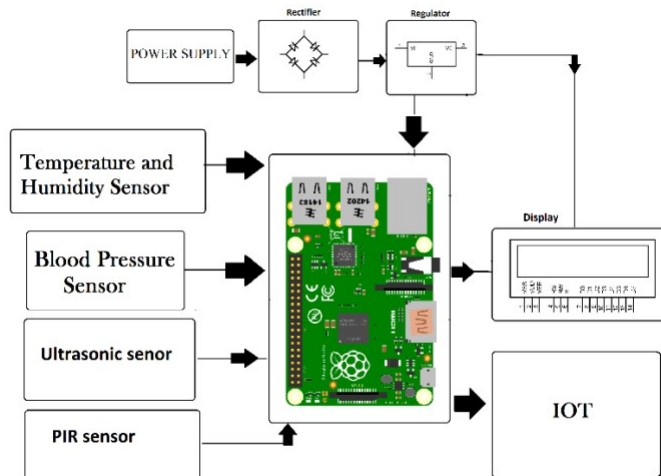 Rectifier
Regulator
POWER SUPPLY
Temperature and
Humidity Sensor
Display
Blood Pressure
Sensor
Ultrasonic senor
PIR sensor
IOT